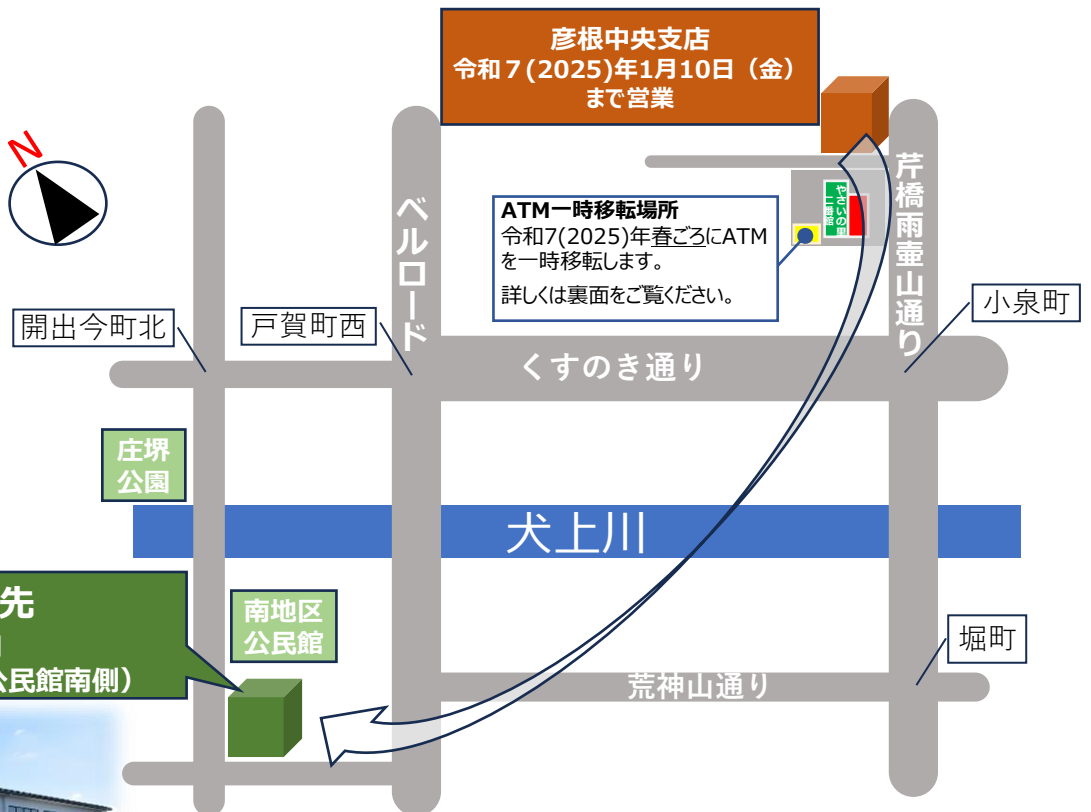 彦根中央支店
令和７(2025)年1月10日（金）
まで営業
N
ベルロード
芹橋雨壷山通り
やさいの里
二番館
ATM一時移転場所
令和7(2025)年春ごろにATM
を一時移転します。
詳しくは裏面をご覧ください。
開出今町北
戸賀町西
小泉町
くすのき通り
庄堺
公園
犬上川
先
南地区
公民館
公民館南側）
堀町
荒神山通り